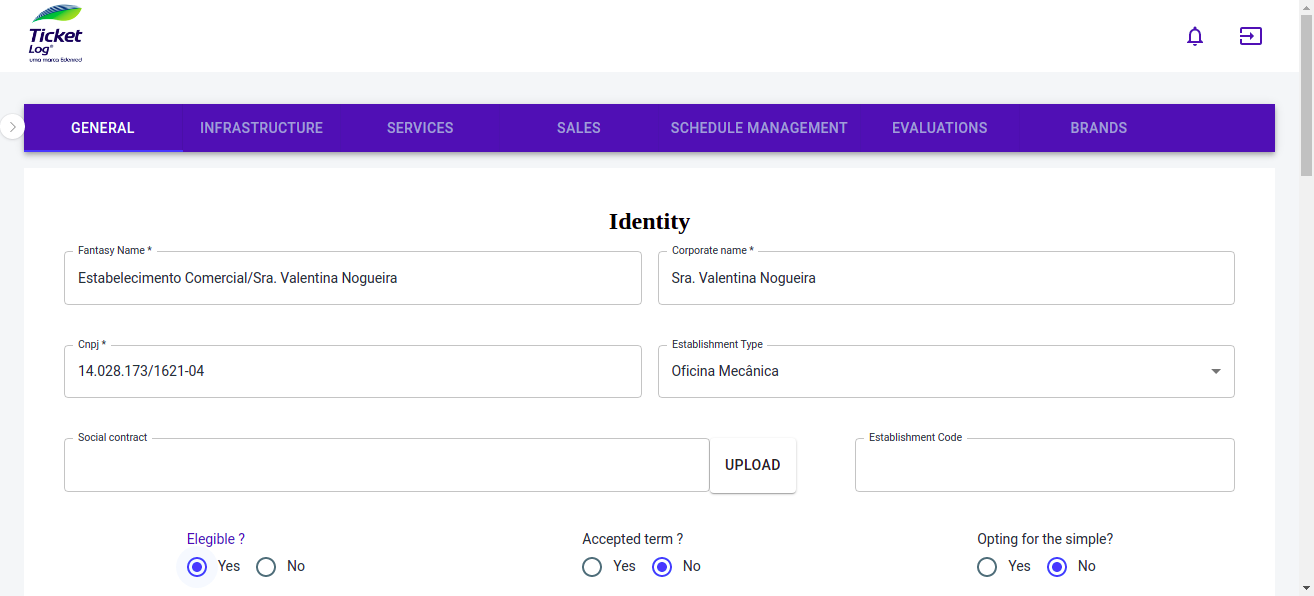 Ticket
Log®
uma marca Edenred
GENERAL INFRASTRUCTURE SERVICES SALES SCHEDULE MANAGEMENT EVALUATIONS BRANDS
Identity
Fantasy Name * Corporate name *
Estabelecimento Comercial/Sra. Valentina Nogueira Sra. Valentina Nogueira
Cnpj * Establishment Type
14.028.173/1621-04 Oficina Mecânica
Social contract Establishment Code
UPLOAD
Elegible ? Accepted term ? Opting for the simple?
Yes No Yes No Yes No